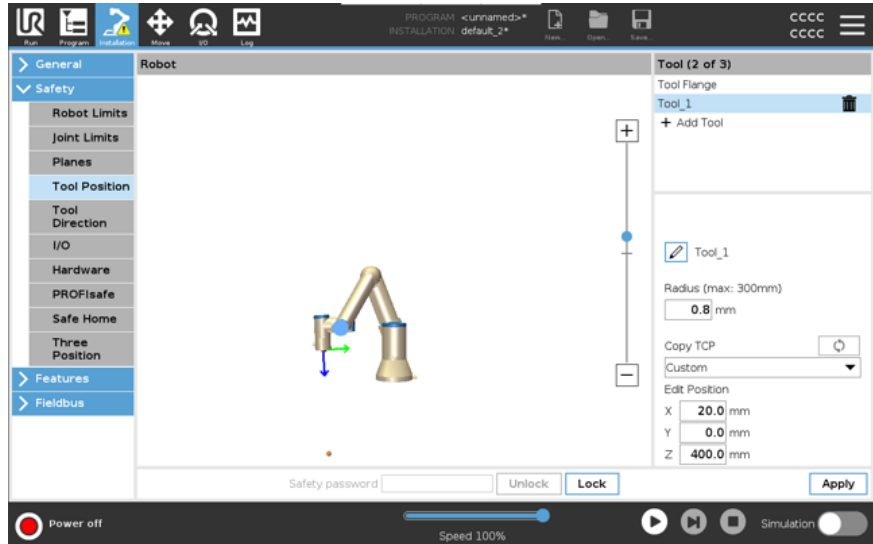 PROGRAM <unnamed>*
INSTALLATION default_2*
CCCC
CCCC
Run Program Installation Move I/O Log New... Open... Save...
General
Robot
Tool (2 of 3)
Safety
Tool Flange
Robot Limits
Tool_1
Joint Limits
+ Add Tool
Planes
Tool Position
Tool
Direction
I/O
Tool_1
Hardware
Radius (max: 300mm)
PROFIsafe
0.8 mm
Safe Home
Three
Position
Copy TCP
Custom
Features
Edit Position
Fieldbus
X 20.0 mm
Y 0.0 mm
Z 400.0 mm
Safety password Unlock Lock Apply
Power off
Speed 100%
Simulation